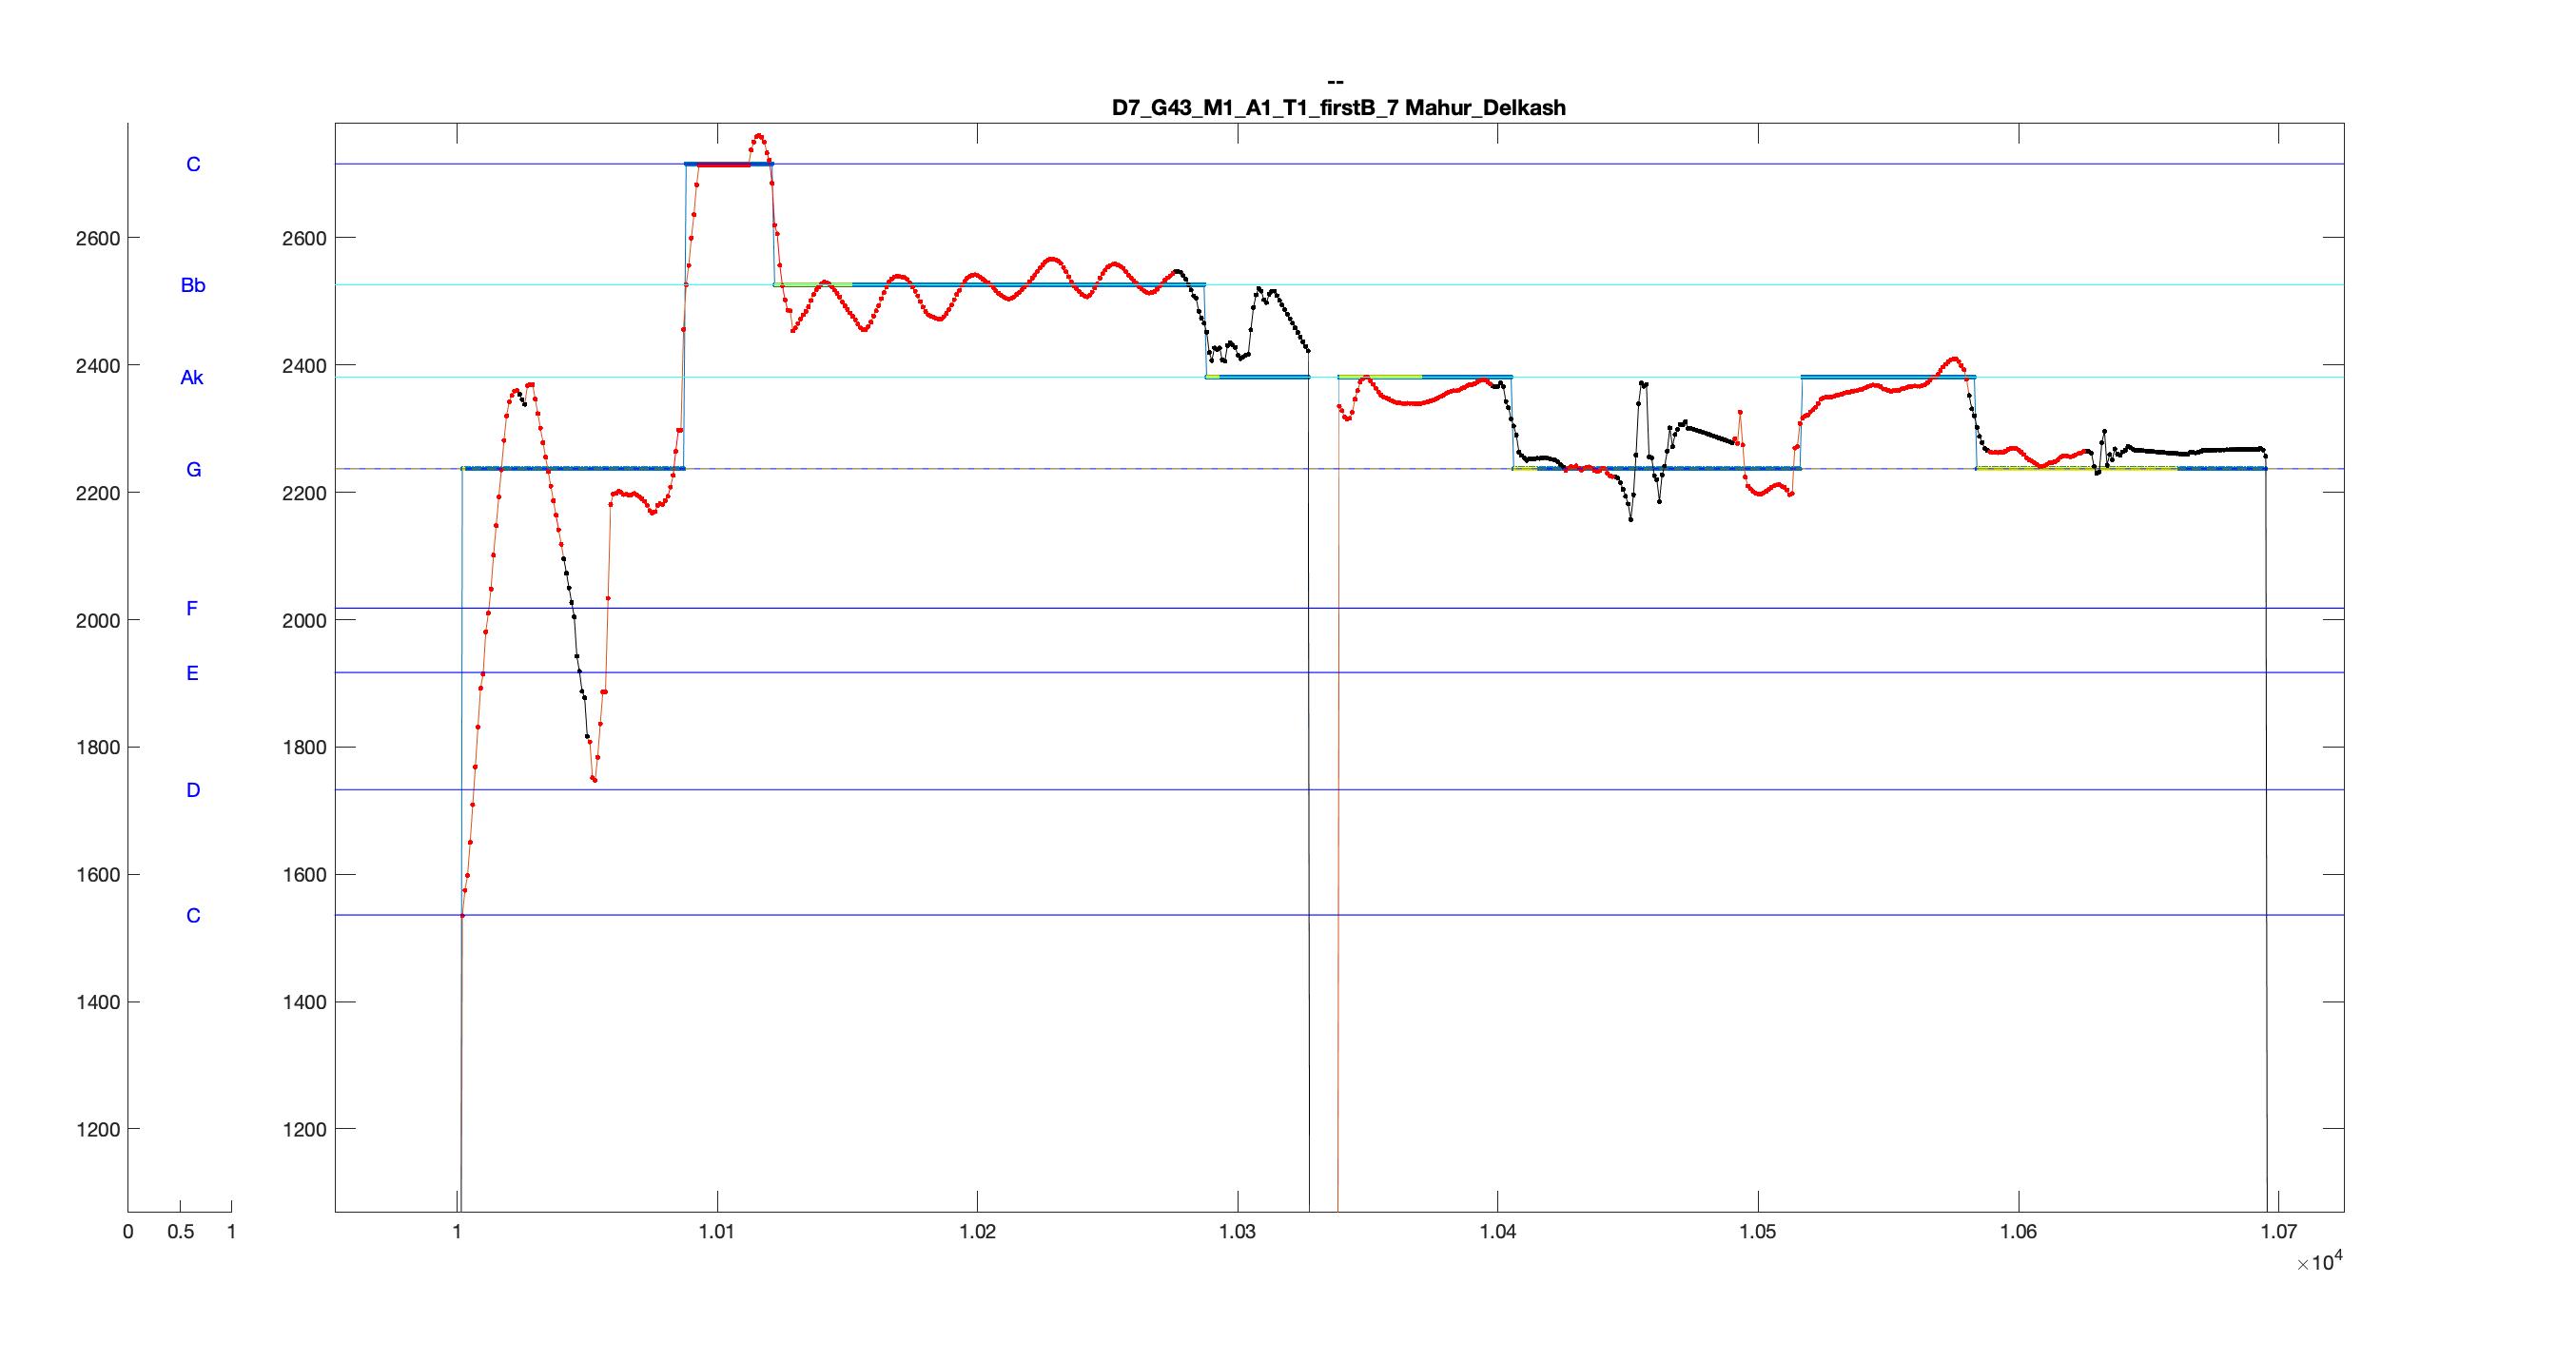 --
D7_G43_M1_A1_T1_firstB_7 Mahur_Delkash
C
2600 2600
Bb
2400 2400
Ak
G
2200 2200
F
2000 2000
E
1800 1800
D
1600 1600
C
1400 1400
1200 1200
0 0.5 1 1 1.01 1.02 1.03 1.04 1.05 1.06 1.07
×10⁴